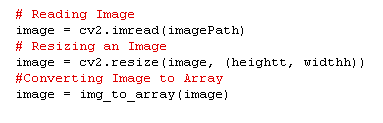 # Reading Image
image = cv2.imread(imagePath)
# Resizing an Image
image = cv2.resize(image, (heightt, widthh))
#Converting Image to Array
image = img_to_array(image)